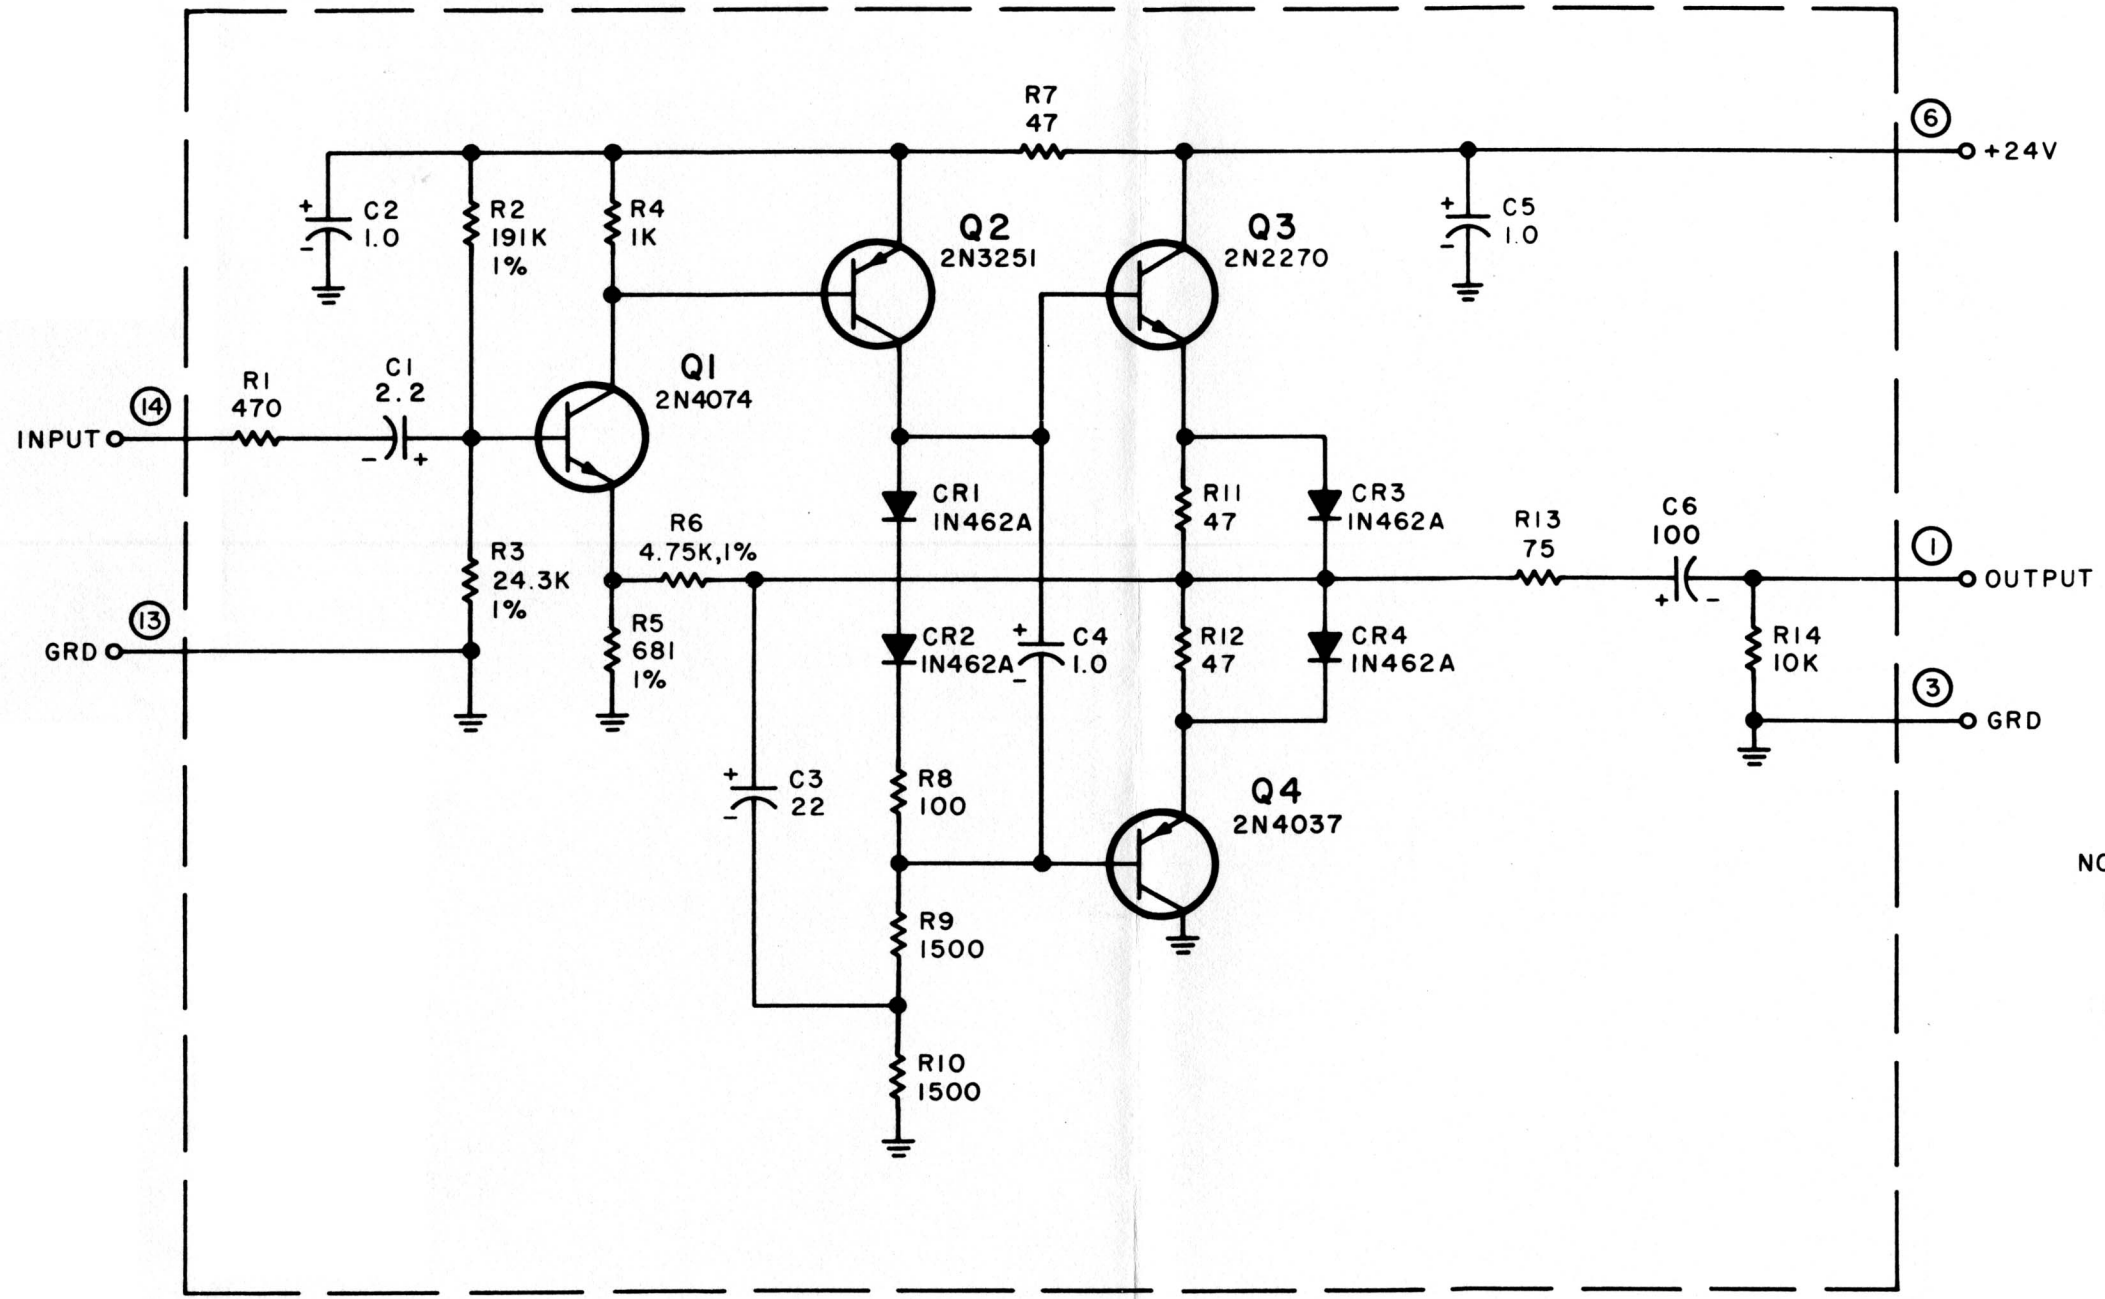 R7
47
6
+24V
+
C2
1.0
-
R2
191K
1%
R4
1K
Q2
2N3251
Q3
2N2270
+
C5
1.0
-
14
INPUT
R1
470
C1
2.2
-
+
Q1
2N4074
R6
4.75K,1%
CR1
1N462A
R11
47
CR3
1N462A
R13
75
C6
100
+
-
1
OUTPUT
R3
24.3K
1%
13
GRD
R5
681
1%
CR2
1N462A
+
C4
1.0
-
R12
47
CR4
1N462A
R14
10K
3
GRD
+
C3
22
-
R8
100
Q4
2N4037
R9
1500
R10
1500